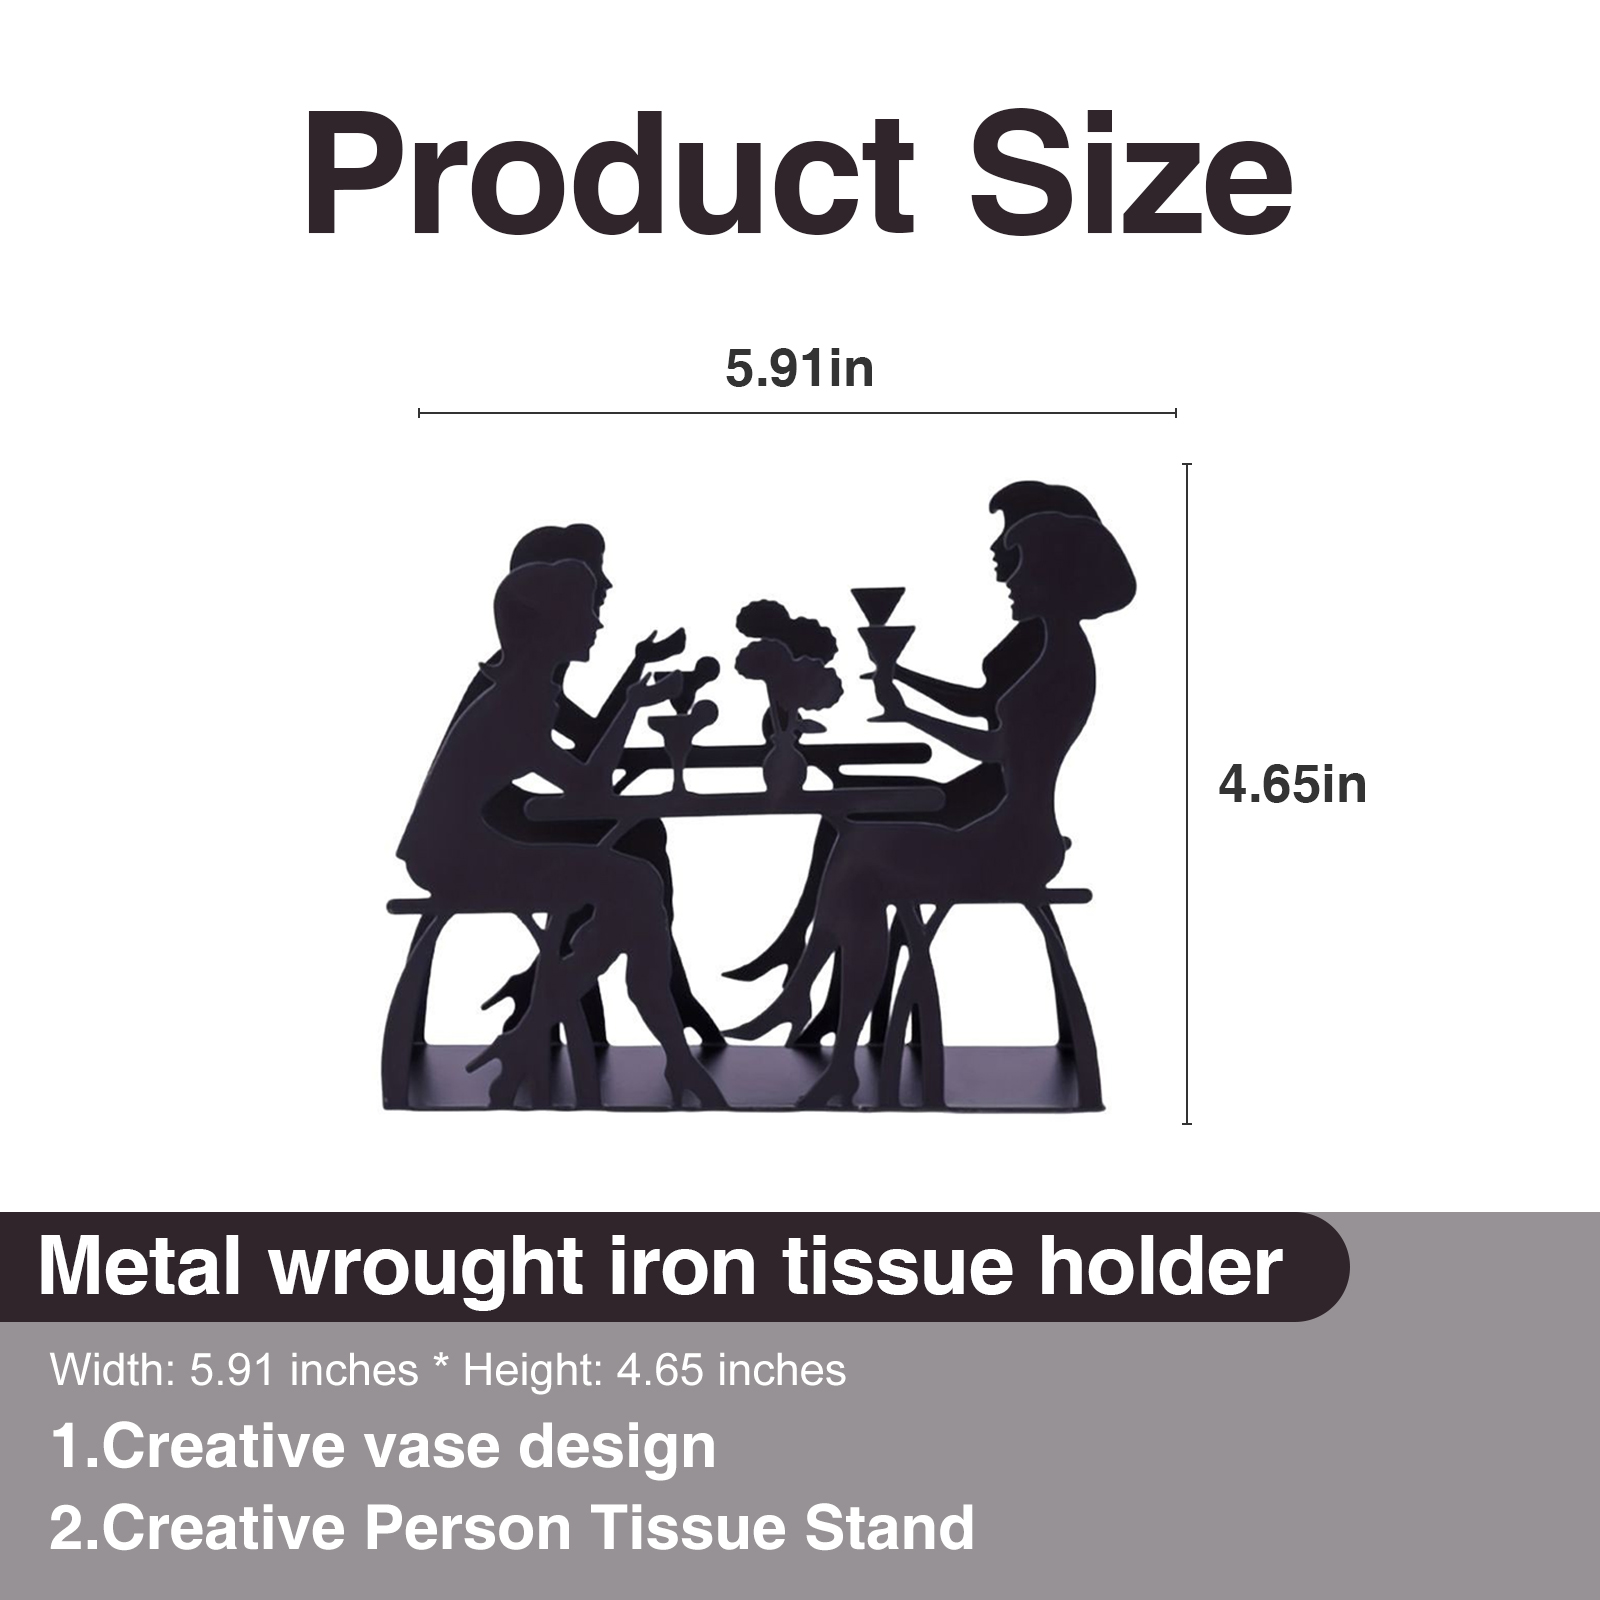 Product Size
5.91in
4.65in
Metal wrought iron tissue holder
Width: 5.91 inches * Height: 4.65 inches
1.Creative vase design
2.Creative Person Tissue Stand